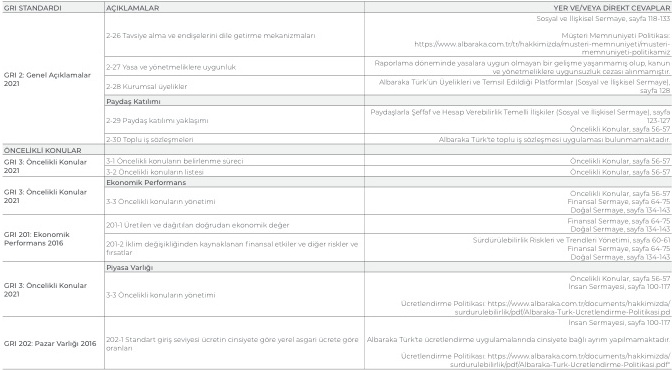 GRI STANDARDI AÇIKLAMALAR YER VE/VEYA DİREKT CEVAPLAR
GRI 2: Genel Açıklamalar
2021
2-26 Tavsiye alma ve endişelerini dile getirme mekanizmaları
Sosyal ve İlişkisel Sermaye, sayfa 118-133
Müşteri Memnuniyeti Politikası:
https://www.albaraka.com.tr/tr/hakkimizda/musteri-memnuniyeti/musteri-
memnuniyeti-politikamiz
2-27 Yasa ve yönetmeliklere uygunluk
Raporlama döneminde yasalara uygun olmayan bir gelişme yaşanmamış olup, kanun
ve yönetmeliklere uygunsuzluk cezası alınmamıştır.
2-28 Kurumsal üyelikler
Albaraka Türk'ün Üyelikleri ve Temsil Edildiği Platformlar (Sosyal ve İlişkisel Sermaye),
sayfa 128
Paydaş Katılımı
2-29 Paydaş katılımı yaklaşımı
Paydaşlarla Şeffaf ve Hesap Verebilirlik Temelli İlişkiler (Sosyal ve İlişkisel Sermaye), sayfa
123-127
Öncelikli Konular, sayfa 56-57
2-30 Toplu iş sözleşmeleri
Albaraka Türk'te toplu iş sözleşmesi uygulaması bulunmamaktadır.
ÖNCELİKLİ KONULAR
GRI 3: Öncelikli Konular
2021
3-1 Öncelikli konuların belirlenme süreci
Öncelikli Konular, sayfa 56-57
3-2 Öncelikli konuların listesi
Öncelikli Konular, sayfa 56-57
Ekonomik Performans
GRI 3: Öncelikli Konular
2021
3-3 Öncelikli konuların yönetimi
Öncelikli Konular, sayfa 56-57
Finansal Sermaye, sayfa 64-75
Doğal Sermaye, sayfa 134-143
GRI 201: Ekonomik
Performans 2016
201-1 Üretilen ve dağıtılan doğrudan ekonomik değer
Finansal Sermaye, sayfa 64-75
Doğal Sermaye, sayfa 134-143
201-2 İklim değişikliğinden kaynaklanan finansal etkiler ve diğer riskler ve
fırsatlar
Sürdürülebilirlik Riskleri ve Trendleri Yönetimi, sayfa 60-61
Finansal Sermaye, sayfa 64-75
Doğal Sermaye, sayfa 134-143
Piyasa Varlığı
GRI 3: Öncelikli Konular
2021
3-3 Öncelikli konuların yönetimi
Öncelikli Konular, sayfa 56-57
İnsan Sermayesi, sayfa 100-117
Ücretlendirme Politikası: https://www.albaraka.com.tr/documents/hakkimizda/
surdurulebilirlik/pdf/Albaraka-Turk-Ucretlendirme-Politikasi.pd
GRI 202: Pazar Varlığı 2016
202-1 Standart giriş seviyesi ücretin cinsiyete göre yerel asgari ücrete göre
oranları
İnsan Sermayesi, sayfa 100-117
Albaraka Türk'te ücretlendirme uygulamalarında cinsiyete bağlı ayrım yapılmamaktadır.
Ücretlendirme Politikası: https://www.albaraka.com.tr/documents/hakkimizda/
surdurulebilirlik/pdf/Albaraka-Turk-Ucretlendirme-Politikasi.pdf"